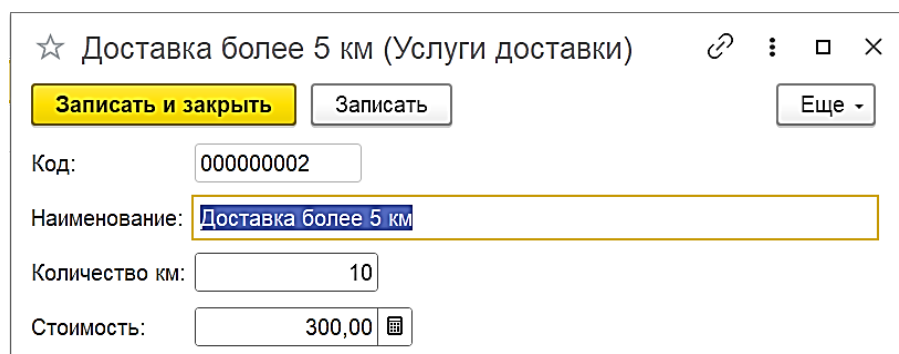 Доставка более 5 км (Услуги доставки)
Записать и закрыть Записать Еще
Код: 000000002
Наименование: Доставка более 5 км
Количество км: 10
Стоимость: 300,00